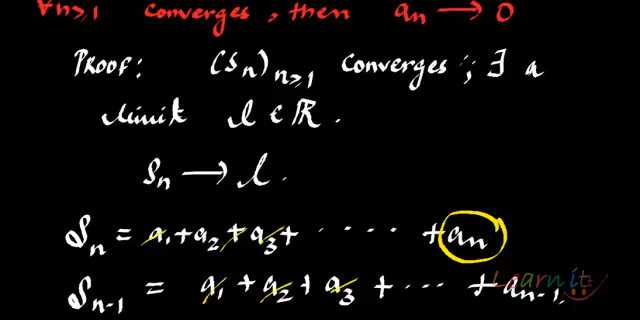 ∀n≥1 converges, then aₙ ⟶ 0
Proof: (Sₙ)ₙ≥₁ converges ; ∃ a
limit l ∈ ℝ.
Sₙ ⟶ l.
Sₙ = a₁ + a₂ + a₃ + ..... + aₙ
Sₙ₋₁ = a₁ + a₂ + a₃ + ... + aₙ₋₁.
Learnit